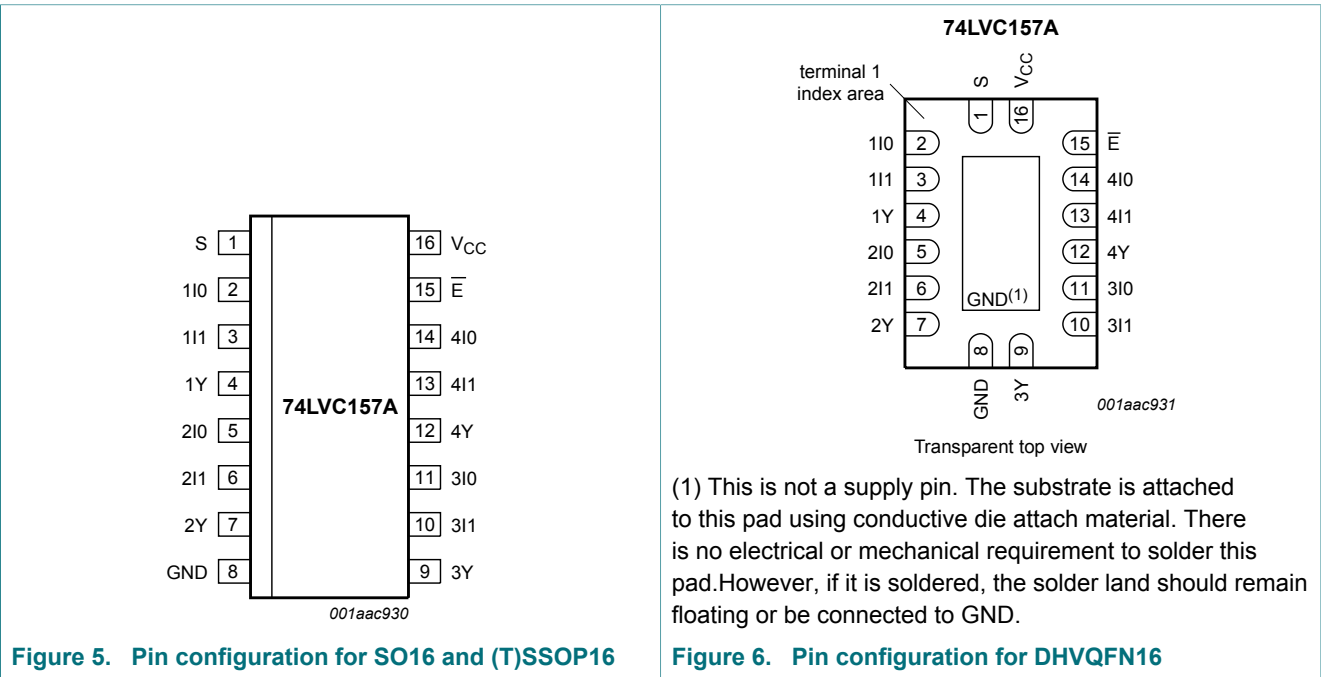 S 1
1I0 2
1I1 3
1Y 4
2I0 5
2I1 6
2Y 7
GND 8
74LVC157A
16 VCC
15 E̅
14 4I0
13 4I1
12 4Y
11 3I0
10 3I1
9 3Y
001aac930
Figure 5. Pin configuration for SO16 and (T)SSOP16
74LVC157A
terminal 1
index area
S
VCC
1
16
1I0 2
1I1 3
1Y 4
2I0 5
2I1 6
2Y 7
15 E̅
14 4I0
13 4I1
12 4Y
11 3I0
10 3I1
GND(1)
8
9
GND
3Y
001aac931
Transparent top view
(1) This is not a supply pin. The substrate is attached
to this pad using conductive die attach material. There
is no electrical or mechanical requirement to solder this
pad.However, if it is soldered, the solder land should remain
floating or be connected to GND.
Figure 6. Pin configuration for DHVQFN16